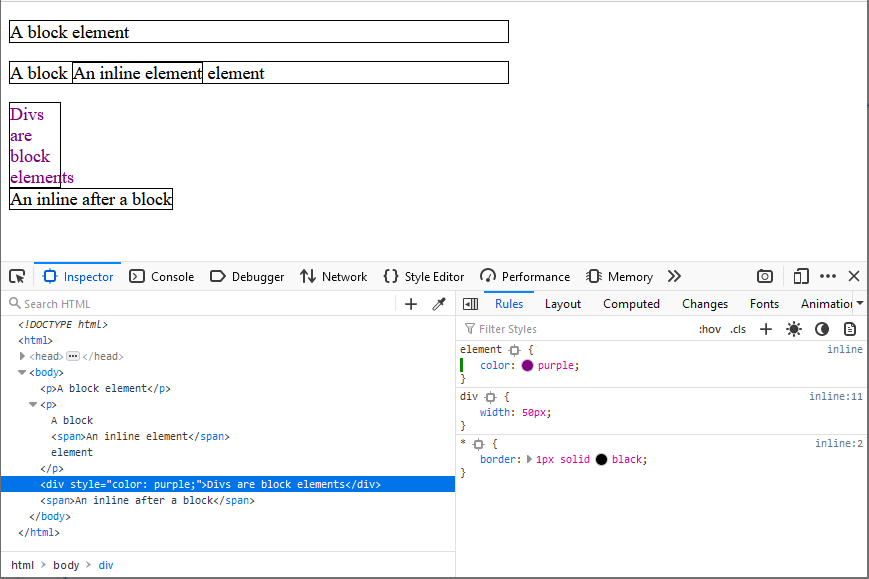 A block element
A block An inline element element
Divs
are
block
elements
An inline after a block
Inspector Console Debugger Network Style Editor Performance Memory
Search HTML
Rules Layout Computed Changes Fonts Animation
Filter Styles :hov .cls
<!DOCTYPE html>
<html>
<head> ••• </head>
<body>
<p>A block element</p>
<p>
A block
<span>An inline element</span>
element
</p>
<div style="color: purple;">Divs are block elements</div>
<span>An inline after a block</span>
</body>
</html>
html > body > div
element { inline
color: purple;
}
div { inline:11
width: 50px;
}
* { inline:2
border: 1px solid black;
}